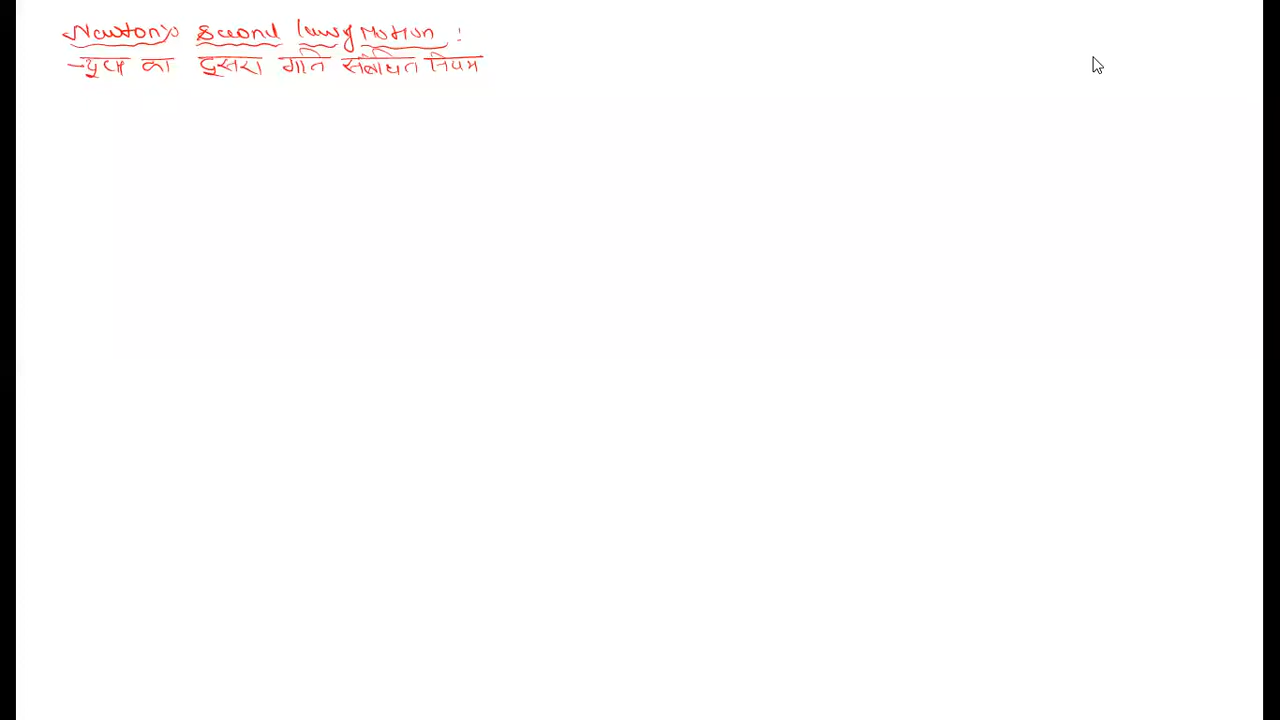 Newton's Second law of Motion :
न्युटन का दुसरा गति संबंधित नियम